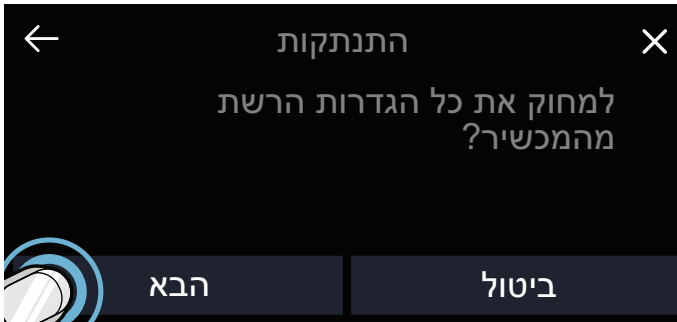 התנתקות
למחוק את כל הגדרות הרשת
מהמכשיר?
ביטול
הבא